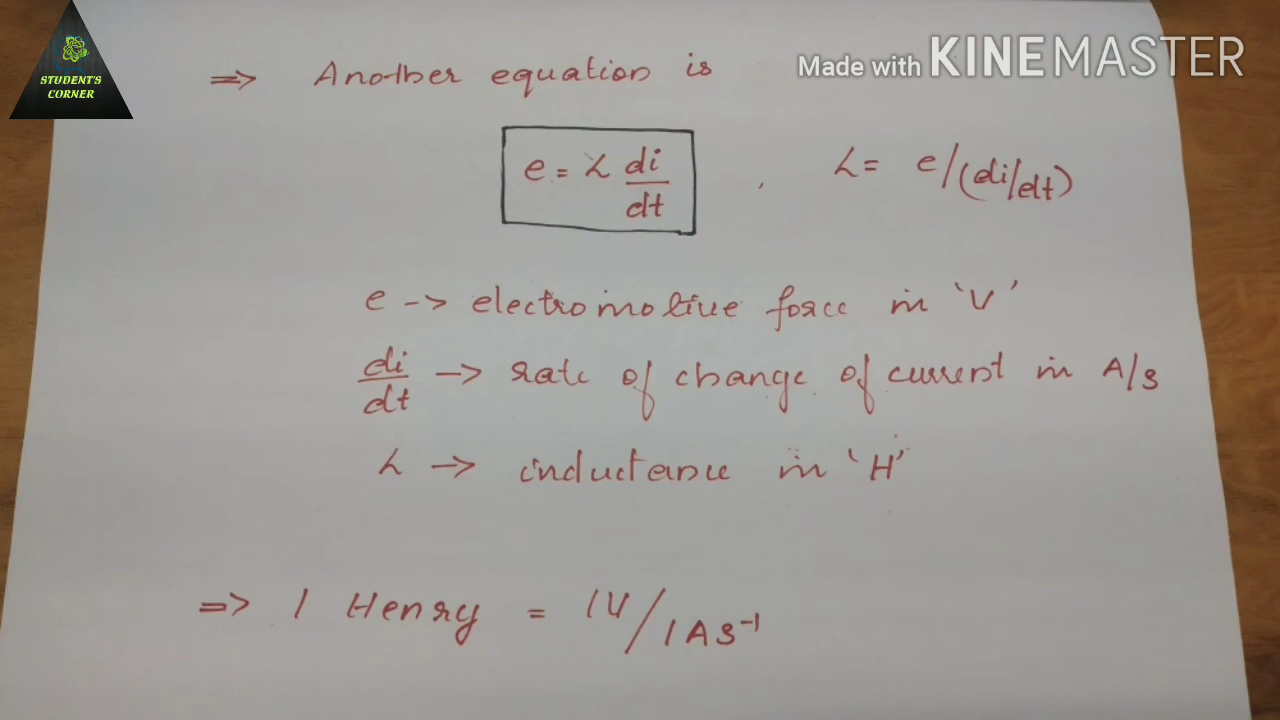 STUDENT'S
CORNER
Made with KINEMASTER
⇒ Another equation is
e = L di/dt , L = e/(di/dt)
e -> electromotive force in 'V'
di/dt -> rate of change of current in A/s
L -> inductance in 'H'
⇒ 1 Henry = 1V/1As⁻¹